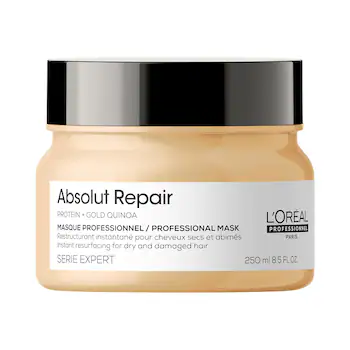 Absolut Repair
PROTEIN + GOLD QUINOA
MASQUE PROFESSIONNEL / PROFESSIONAL MASK
Restructurant instantané pour cheveux secs et abîmés
Instant resurfacing for dry and damaged hair
SERIE EXPERT
L'ORÉAL
PROFESSIONNEL
PARIS
250 ml / 8.5 FL. OZ.